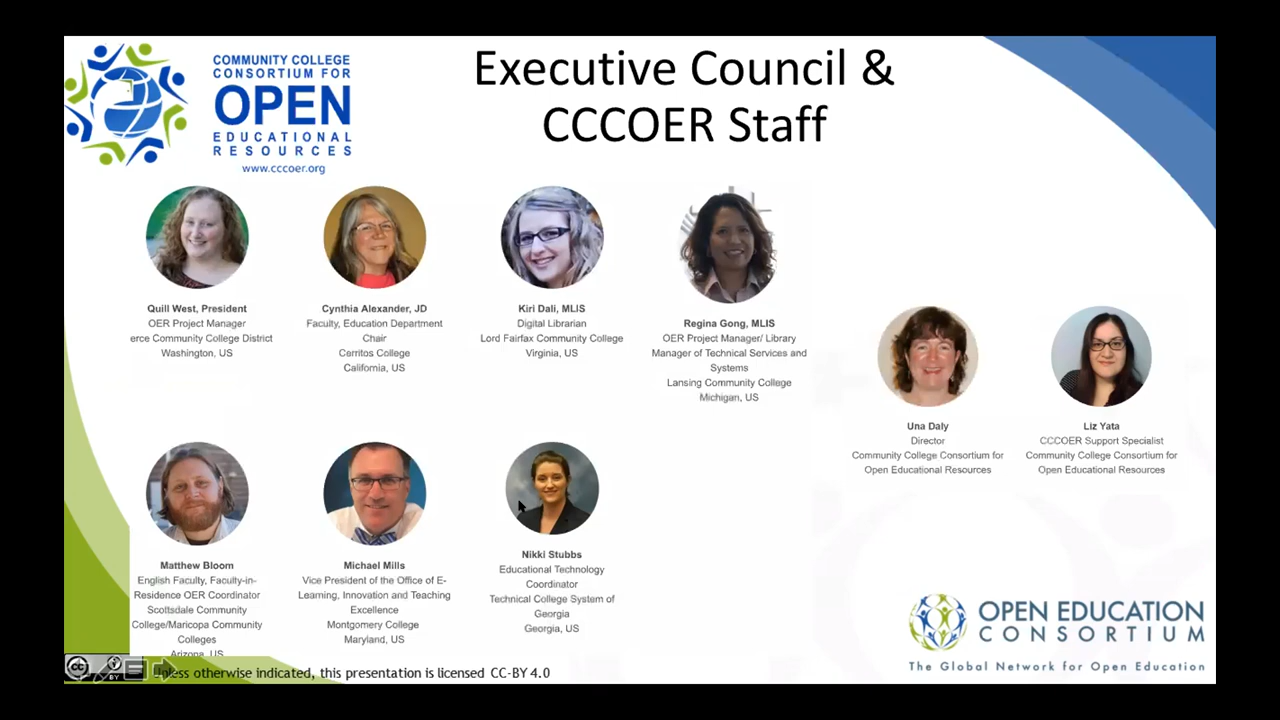 COMMUNITY COLLEGE
CONSORTIUM FOR
OPEN
EDUCATIONAL
RESOURCES
www.cccoer.org
Executive Council &
CCCOER Staff
Quill West, President
OER Project Manager
erce Community College District
Washington, US
Cynthia Alexander, JD
Faculty, Education Department
Chair
Cerritos College
California, US
Kiri Dali, MLIS
Digital Librarian
Lord Fairfax Community College
Virginia, US
Regina Gong, MLIS
OER Project Manager/ Library
Manager of Technical Services and
Systems
Lansing Community College
Michigan, US
Una Daly
Director
Community College Consortium for
Open Educational Resources
Liz Yata
CCCOER Support Specialist
Community College Consortium for
Open Educational Resources
Matthew Bloom
English Faculty, Faculty-in-
Residence OER Coordinator
Scottsdale Community
College/Maricopa Community
Colleges
Arizona, US
Michael Mills
Vice President of the Office of E-
Learning, Innovation and Teaching
Excellence
Montgomery College
Maryland, US
Nikki Stubbs
Educational Technology
Coordinator
Technical College System of
Georgia
Georgia, US
OPEN EDUCATION
CONSORTIUM
The Global Network for Open Education
cc BY
Unless otherwise indicated, this presentation is licensed CC-BY 4.0